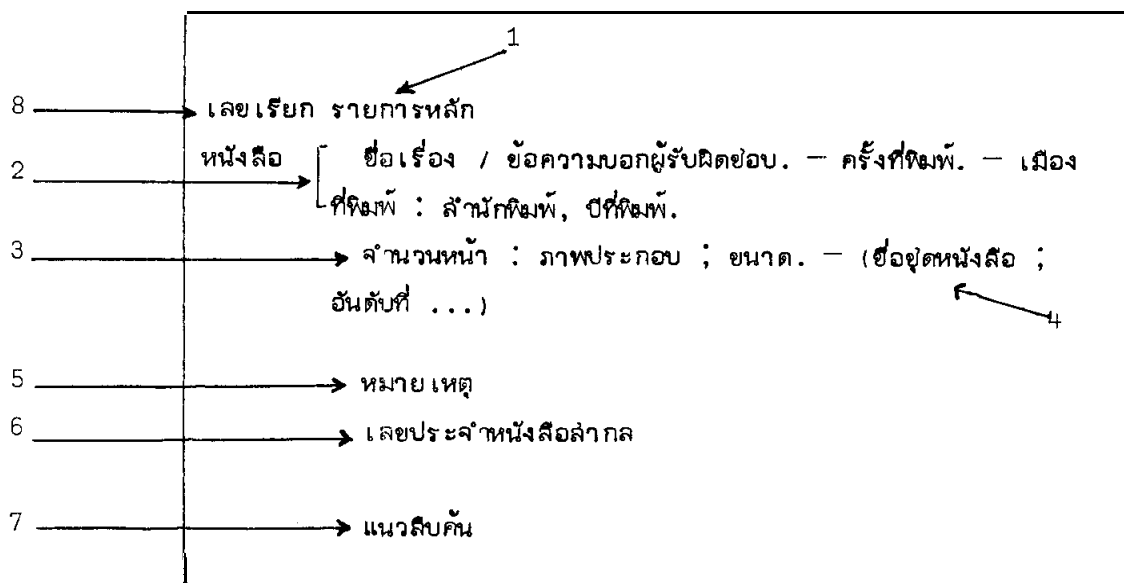 1
8 เลขเรียก รายการหลัก
หนังสือ ชื่อเรื่อง / ข้อความบอกผู้รับผิดชอบ. — ครั้งที่พิมพ์. — เมือง
2
ที่พิมพ์ : สำนักพิมพ์, ปีที่พิมพ์.
3 จำนวนหน้า : ภาพประกอบ ; ขนาด. — (ชื่อชุดหนังสือ ;
อันดับที่ ...)
4
5 หมายเหตุ
6 เลขประจำหนังสือสากล
7 แนวสืบค้น